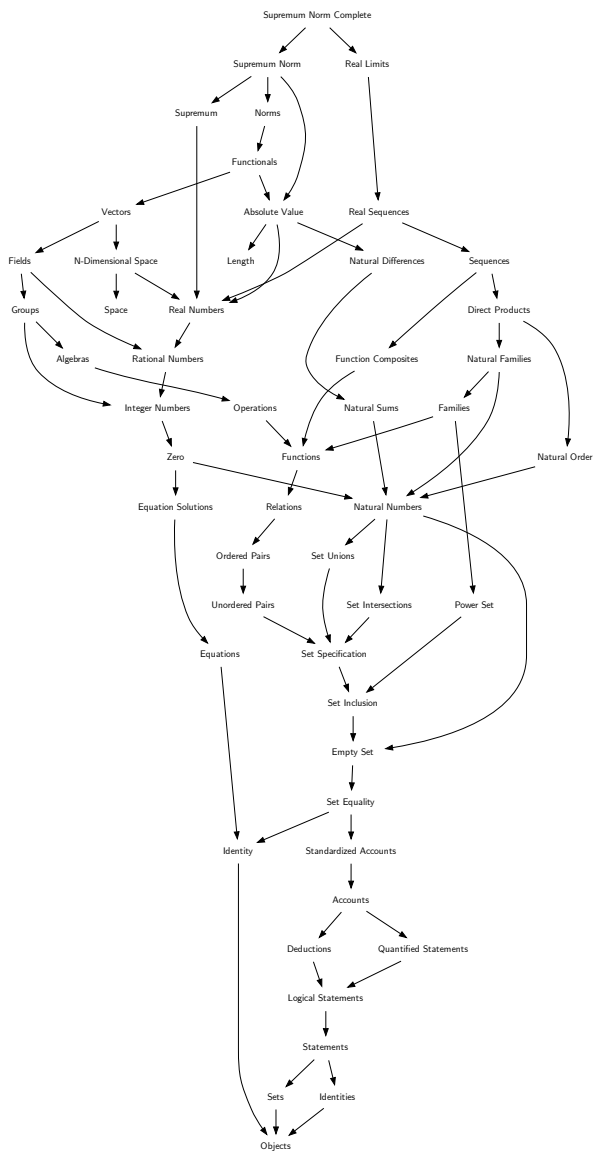 Supremum Norm Complete
Supremum Norm
Real Limits
Supremum
Norms
Functionals
Vectors
Absolute Value
Real Sequences
Fields
N-Dimensional Space
Length
Natural Differences
Sequences
Groups
Space
Real Numbers
Direct Products
Algebras
Rational Numbers
Function Composites
Natural Families
Integer Numbers
Operations
Natural Sums
Families
Zero
Functions
Natural Order
Equation Solutions
Relations
Natural Numbers
Ordered Pairs
Set Unions
Unordered Pairs
Set Intersections
Power Set
Equations
Set Specification
Set Inclusion
Empty Set
Set Equality
Identity
Standardized Accounts
Accounts
Deductions
Quantified Statements
Logical Statements
Statements
Sets
Identities
Objects